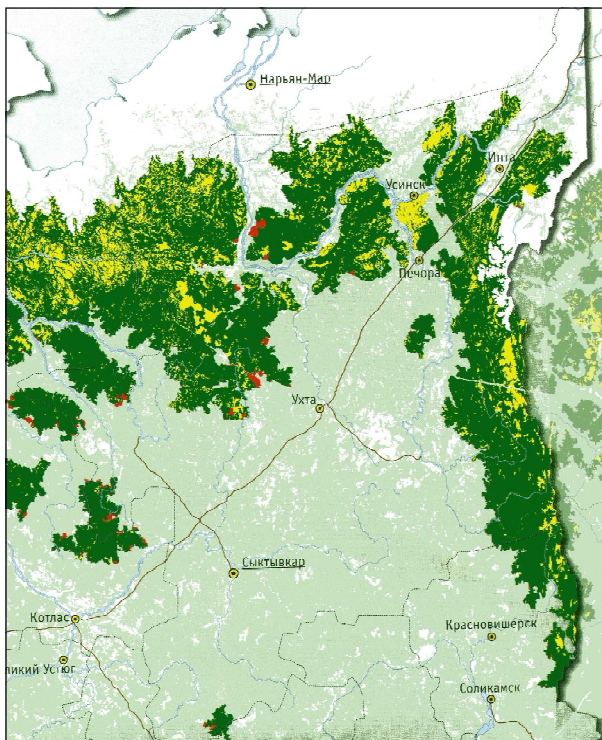 Нарьян-Мар
Инта
Усинск
Печора
Ухта
Сыктывкар
Котлас
Красновишерск
ликий Устюг
Соликамск